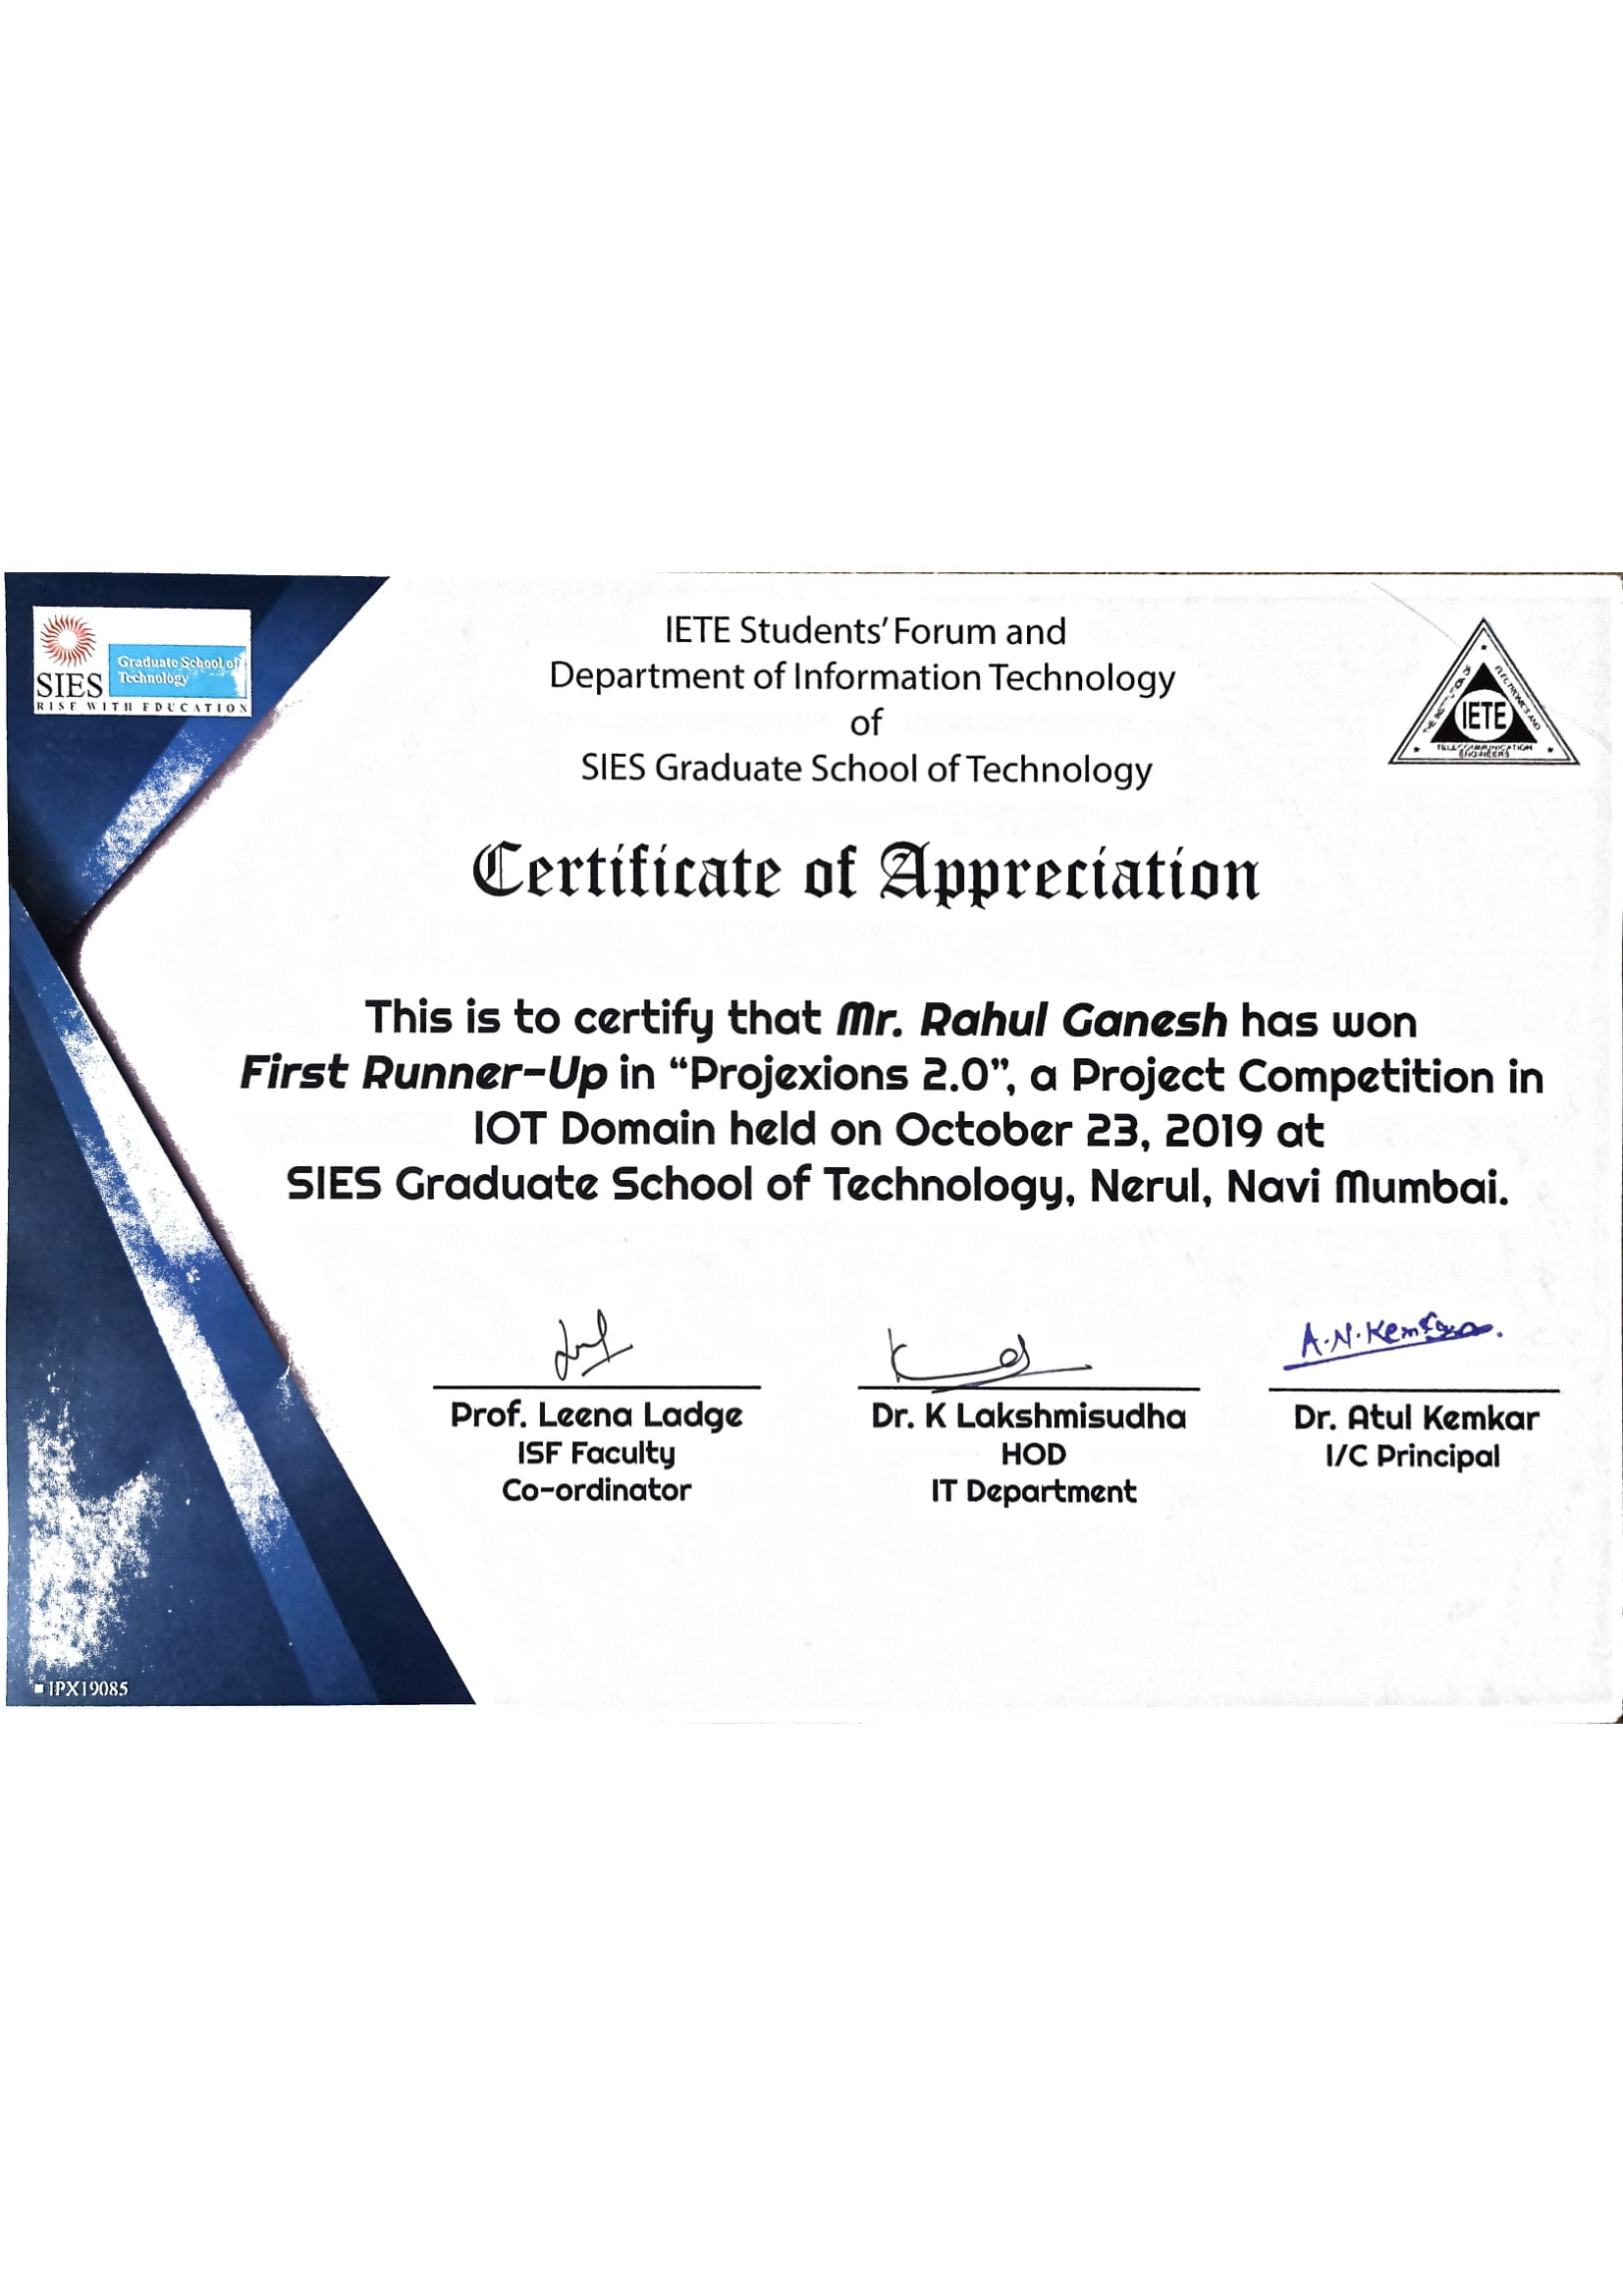 SIES
Graduate School of
Technology
RISE WITH EDUCATION
IETE Students' Forum and
Department of Information Technology
of
SIES Graduate School of Technology
IETE
ELECTRONICS AND
TELECOMMUNICATION
ENGINEERS
Certificate of Appreciation
This is to certify that Mr. Rahul Ganesh has won
First Runner-Up in “Projexions 2.0”, a Project Competition in
IOT Domain held on October 23, 2019 at
SIES Graduate School of Technology, Nerul, Navi Mumbai.
A.N.Kemkar.
Prof. Leena Ladge
ISF Faculty
Co-ordinator
Dr. K Lakshmisudha
HOD
IT Department
Dr. Atul Kemkar
I/C Principal
IPX19085